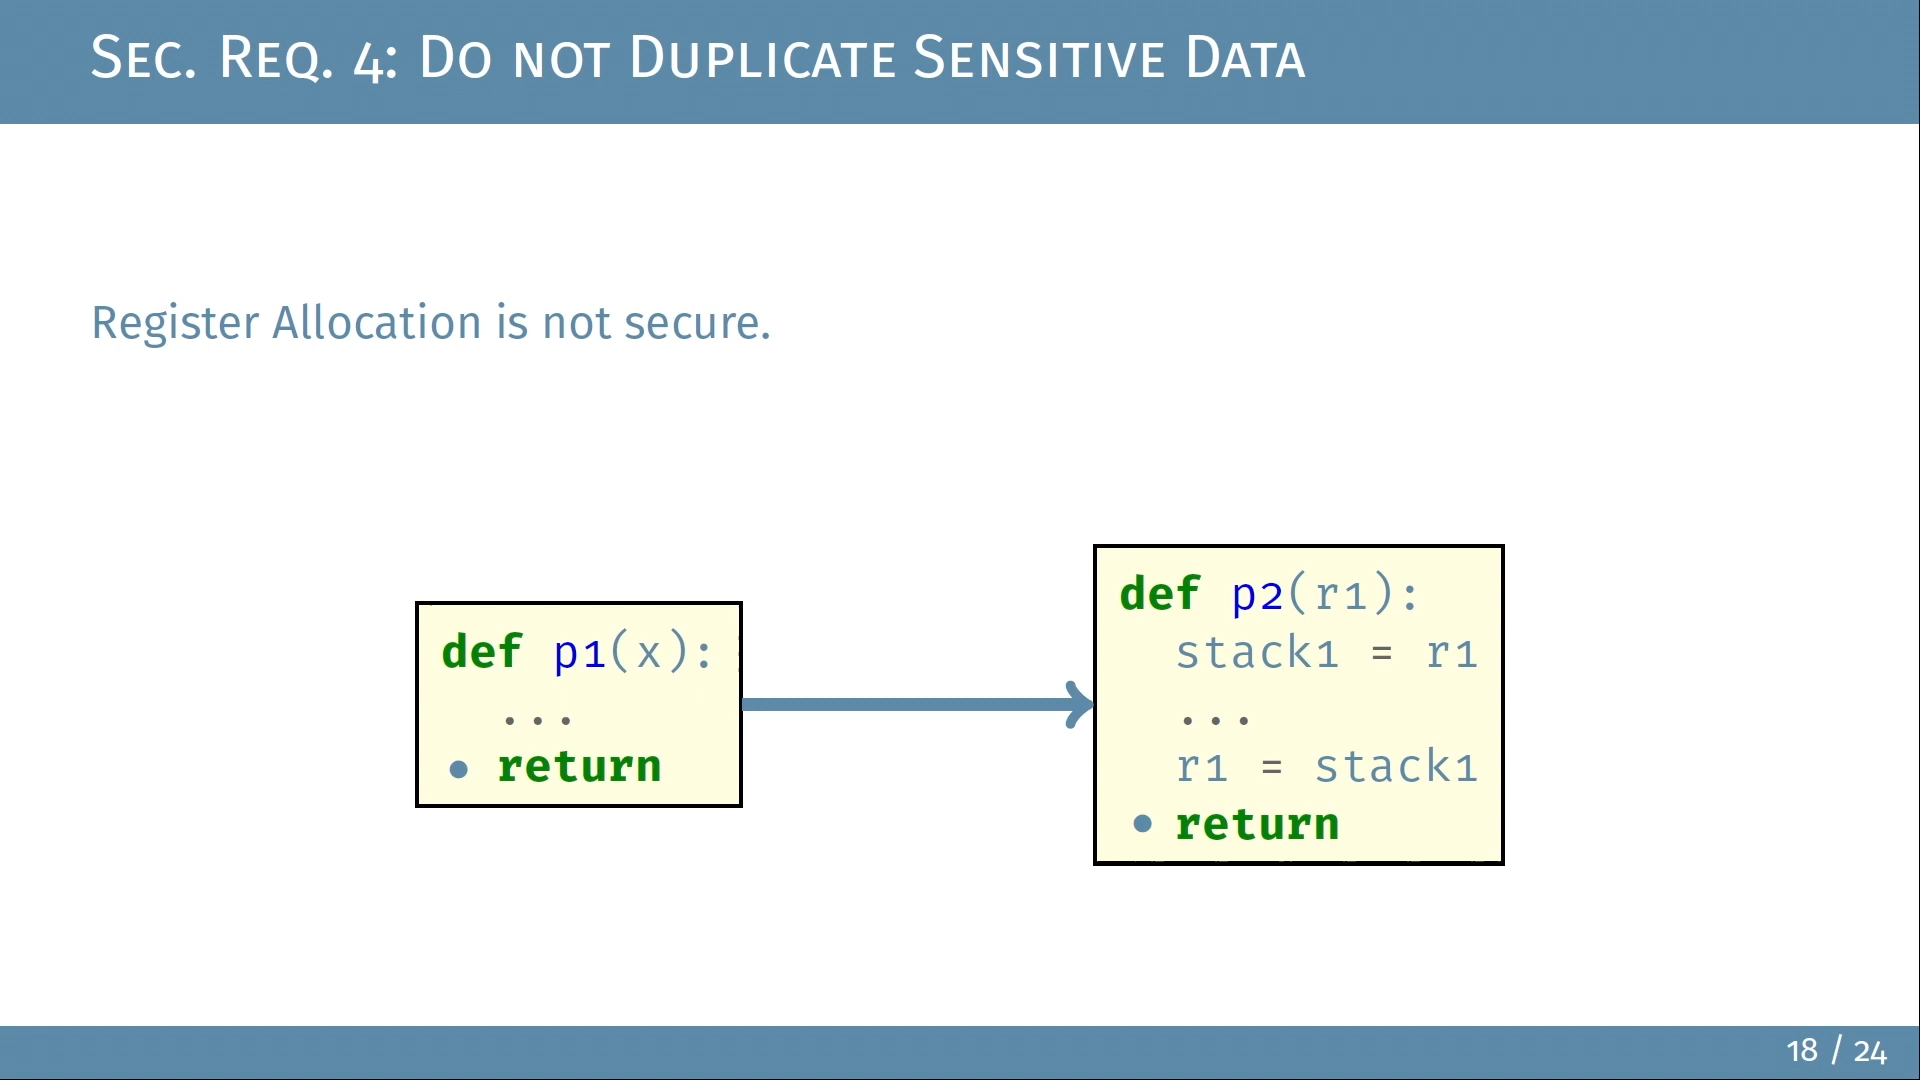 Sec. Req. 4: Do not Duplicate Sensitive Data
Register Allocation is not secure.
def p1(x):
...
• return
def p2(r1):
stack1 = r1
...
r1 = stack1
• return
18 / 24